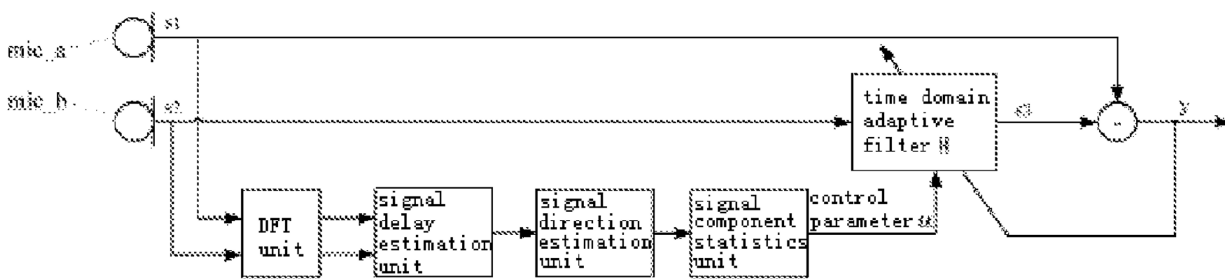 mic_a
s1
mic_b
s2
time domain
adaptive
filter H
s3
-
y
DFT
unit
signal
delay
estimation
unit
signal
direction
estimation
unit
signal
component
statistics
unit
control
parameter α